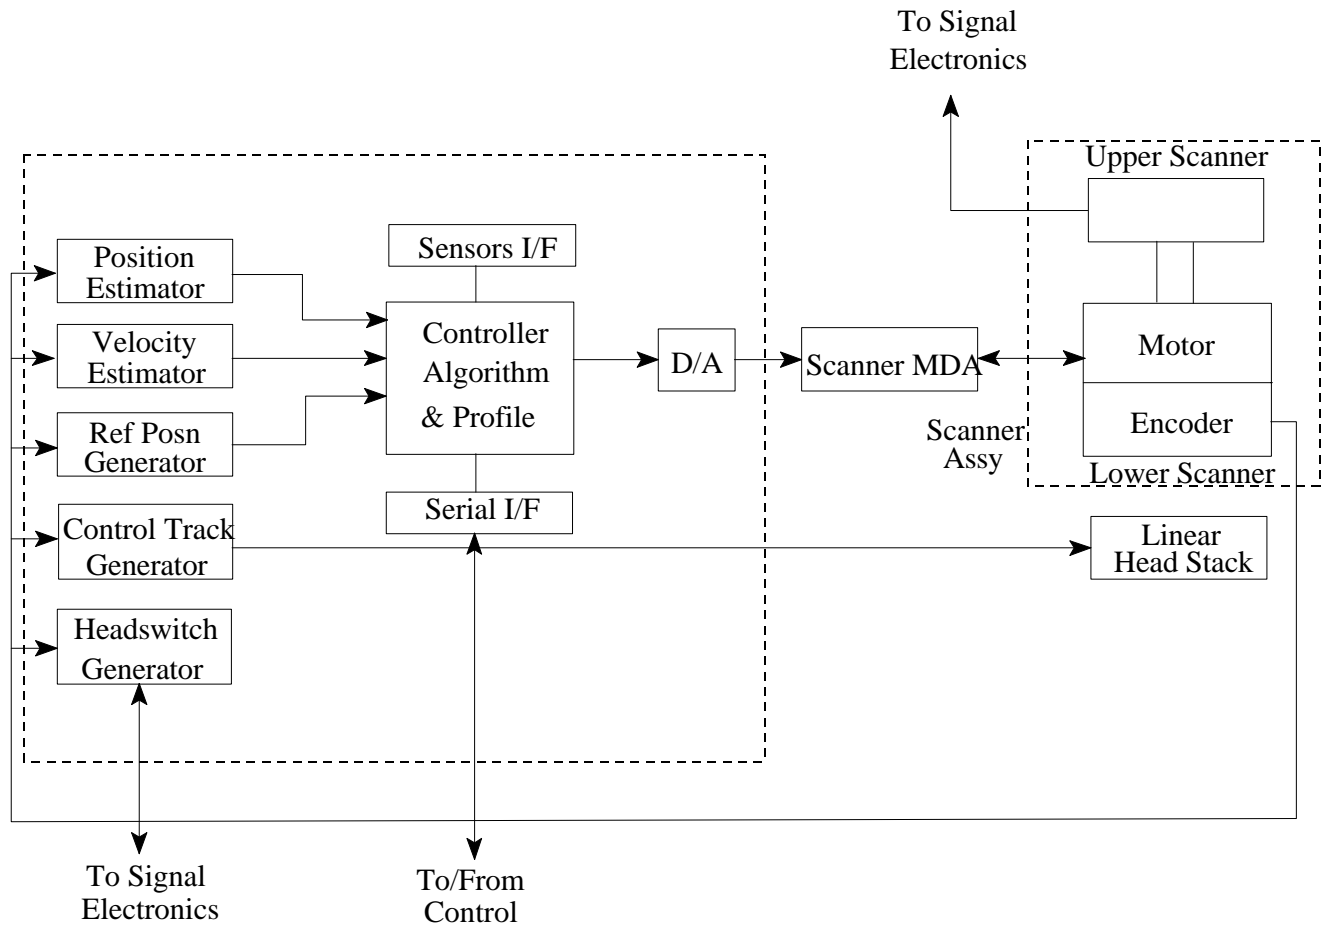 To Signal
Electronics
Upper Scanner
Sensors I/F
Position
Estimator
Controller
Algorithm
& Profile
Velocity
Estimator
D/A
Scanner MDA
Motor
Encoder
Lower Scanner
Scanner
Assy
Ref Posn
Generator
Serial I/F
Control Track
Generator
Linear
Head Stack
Headswitch
Generator
To Signal
Electronics
To/From
Control